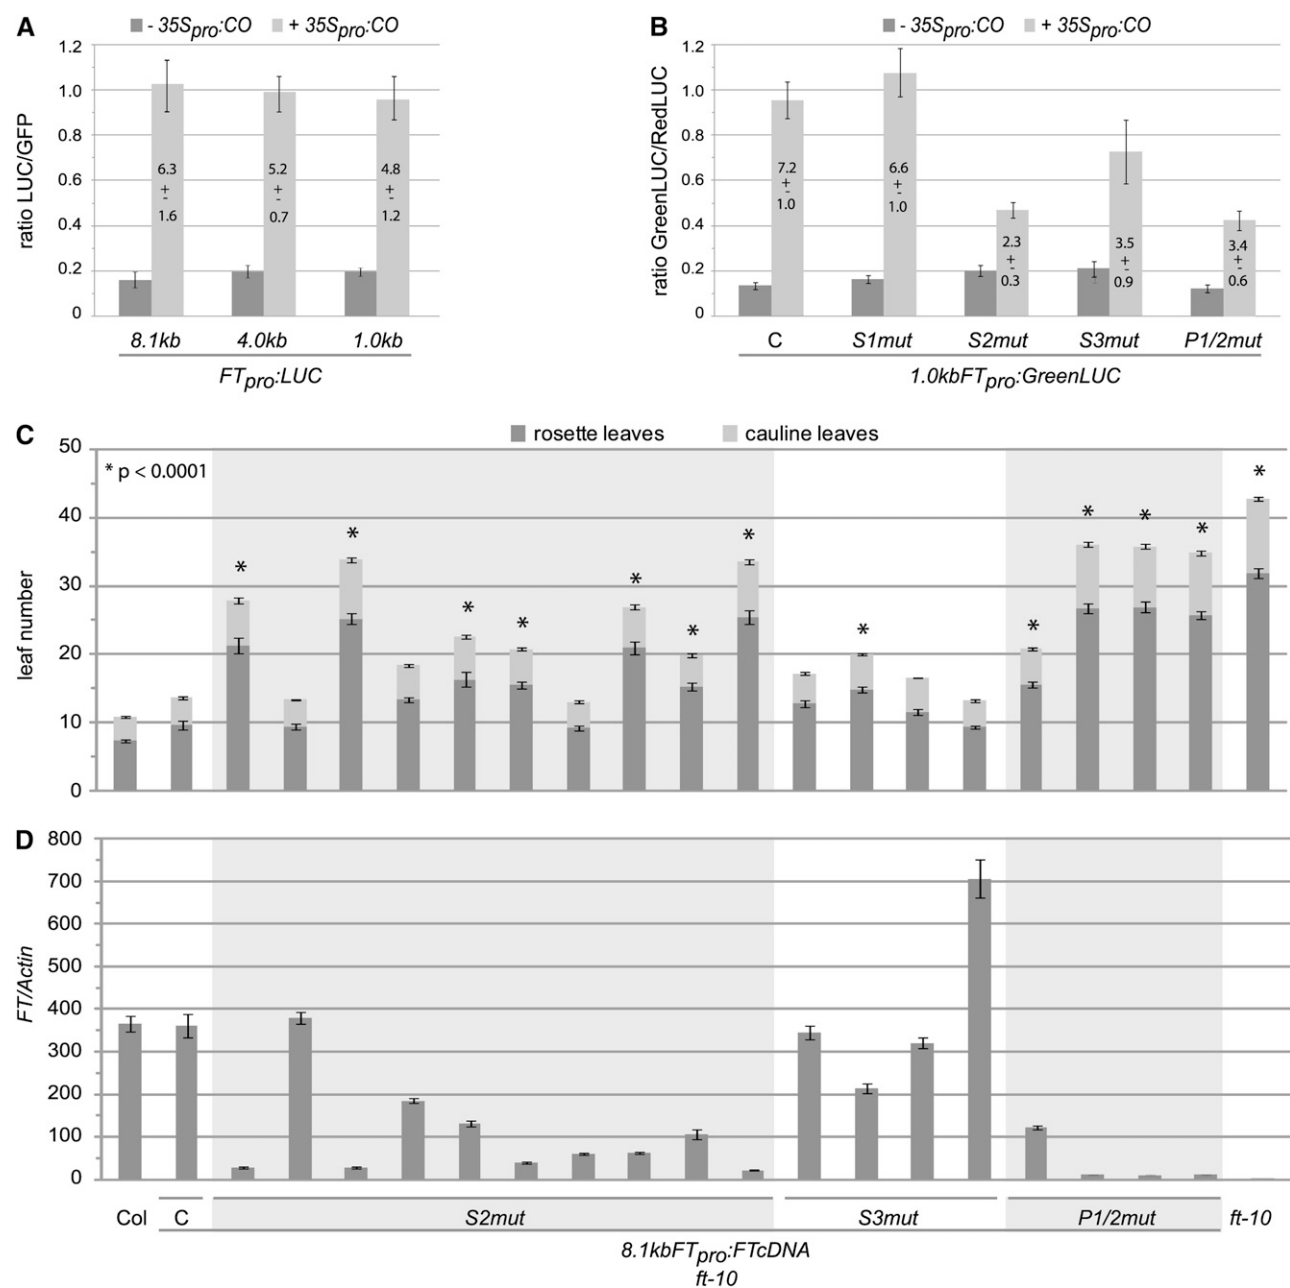 A
- 35Spro:CO + 35Spro:CO
1.2
1.0
0.8
0.6
0.4
0.2
0
ratio LUC/GFP
6.3 + - 1.6
5.2 + - 0.7
4.8 + - 1.2
8.1kb 4.0kb 1.0kb
FTpro:LUC
B
- 35Spro:CO + 35Spro:CO
1.2
1.0
0.8
0.6
0.4
0.2
0
ratio GreenLUC/RedLUC
7.2 + - 1.0
6.6 + - 1.0
2.3 + - 0.3
3.5 + - 0.9
3.4 + - 0.6
C S1mut S2mut S3mut P1/2mut
1.0kbFTpro:GreenLUC
C
rosette leaves cauline leaves
* p < 0.0001
50
40
30
20
10
0
leaf number
* * * * * * * * * * * * *
D
800
700
600
500
400
300
200
100
0
FT/Actin
Col C S2mut S3mut P1/2mut ft-10
8.1kbFTpro:FTcDNA
ft-10